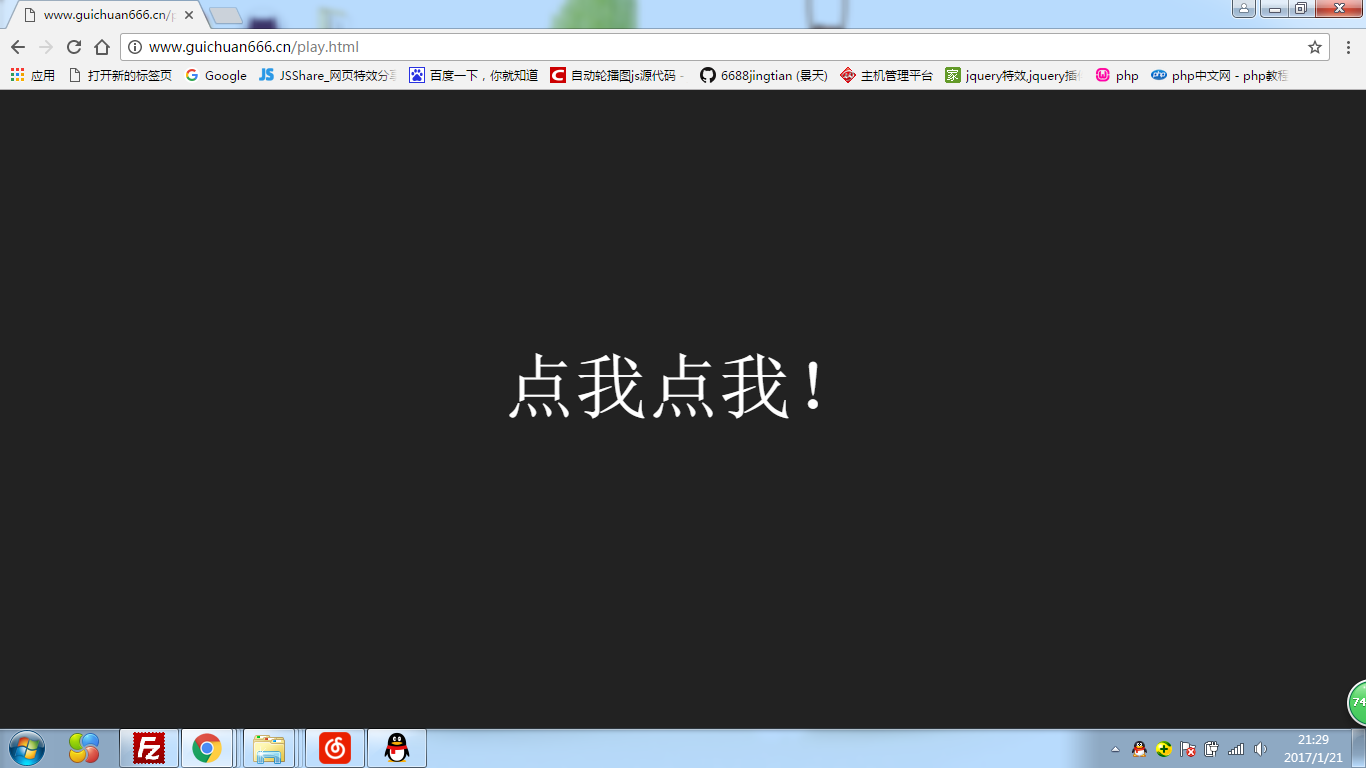 www.guichuan666.cn/p
www.guichuan666.cn/play.html
应用 打开新的标签页 Google JSShare_网页特效分享 百度一下，你就知道 自动轮播图js源代码 - 6688jingtian (景天) 主机管理平台 jquery特效,jquery插件 php php中文网 - php教程
点我点我！
74
21:29
2017/1/21